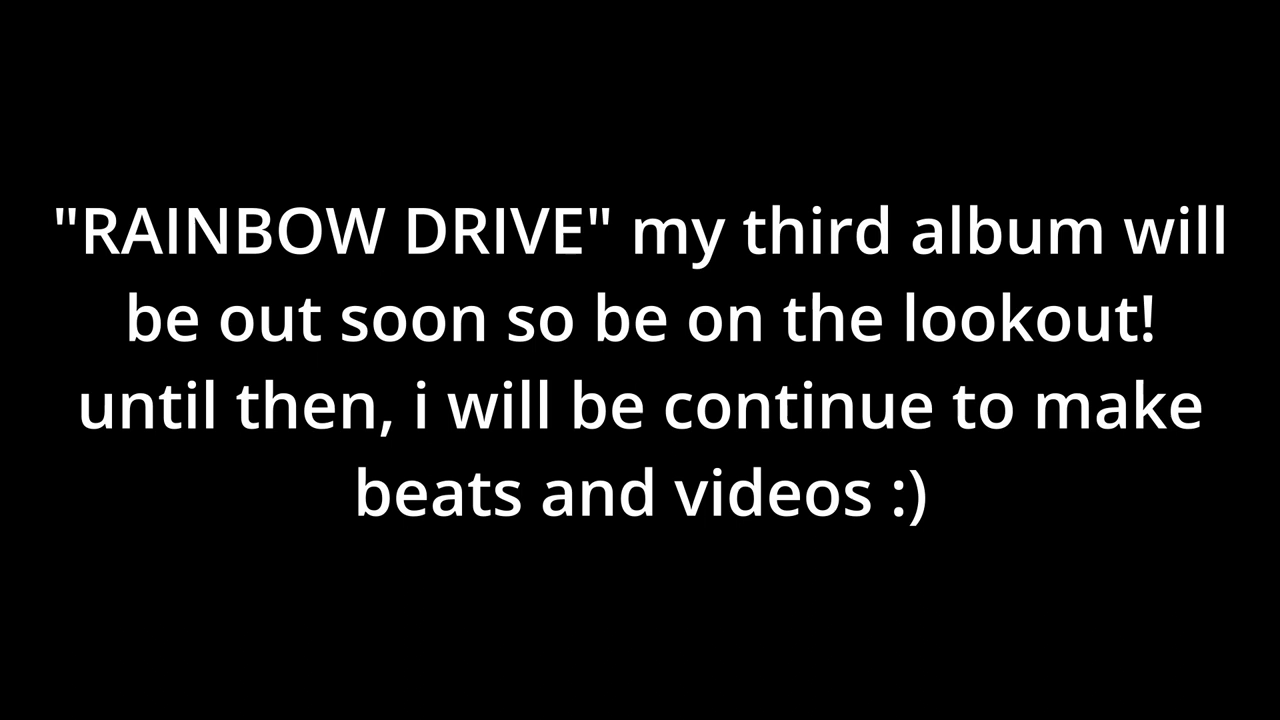 "RAINBOW DRIVE" my third album will
be out soon so be on the lookout!
until then, i will be continue to make
beats and videos :)